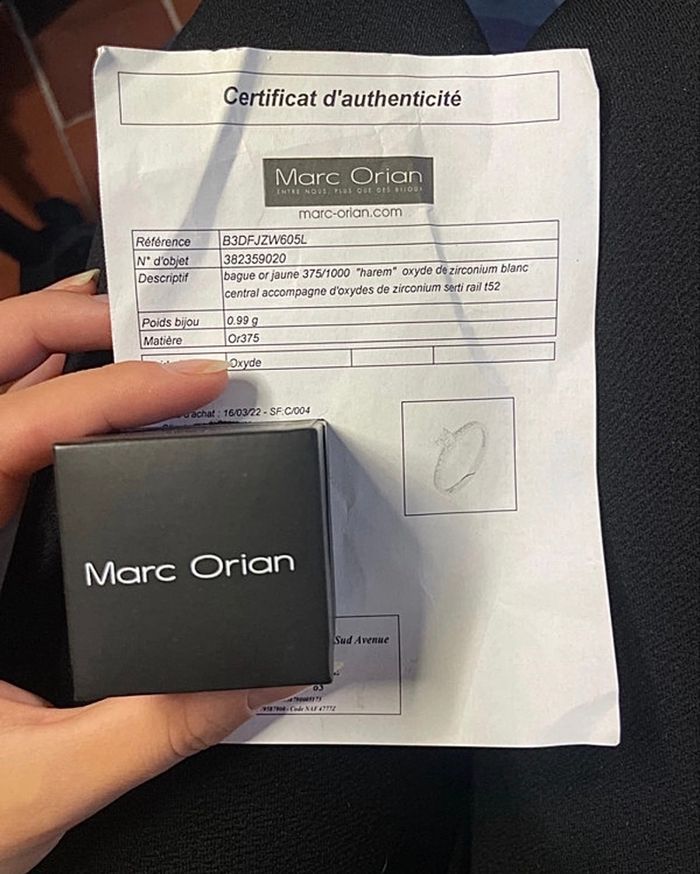 Certificat d'authenticité
Marc Orian
ENTRE NOUS, PLUS QUE DES BIJOUX
marc-orian.com
Référence B3DFJZW605L
N° d'objet 382359020
Descriptif bague or jaune 375/1000 "harem" oxyde de zirconium blanc
central accompagne d'oxydes de zirconium serti rail t52
Poids bijou 0.99 g
Matière Or375
Oxyde
d'achat : 16/03/22 - SF:C/004
Marc Orian
Sud Avenue
- Code NAF 4777Z